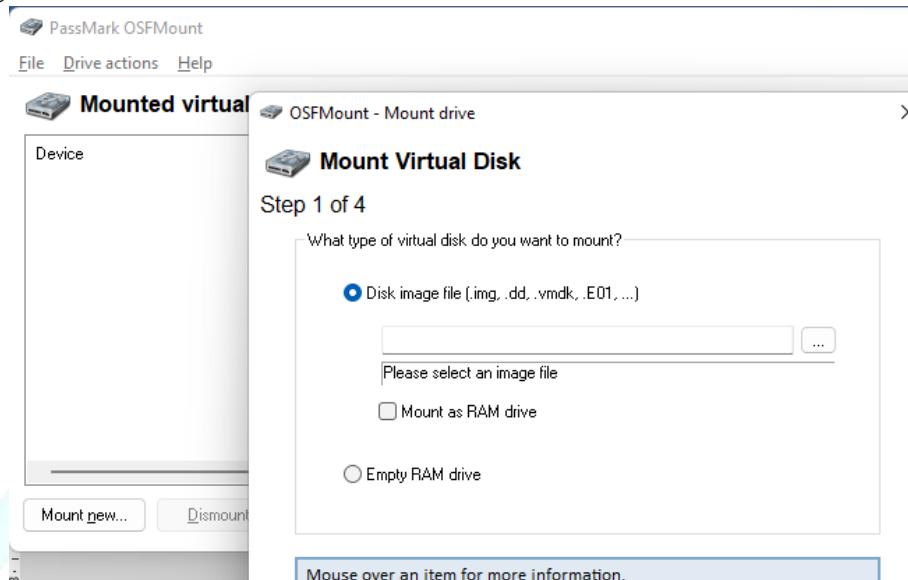 PassMark OSFMount
File Drive actions Help
Mounted virtual
Device
Mount new...
Dismount
OSFMount - Mount drive
Mount Virtual Disk
Step 1 of 4
What type of virtual disk do you want to mount?
Disk image file (.img, .dd, .vmdk, .E01, ...)
...
Please select an image file
Mount as RAM drive
Empty RAM drive
Mouse over an item for more information.